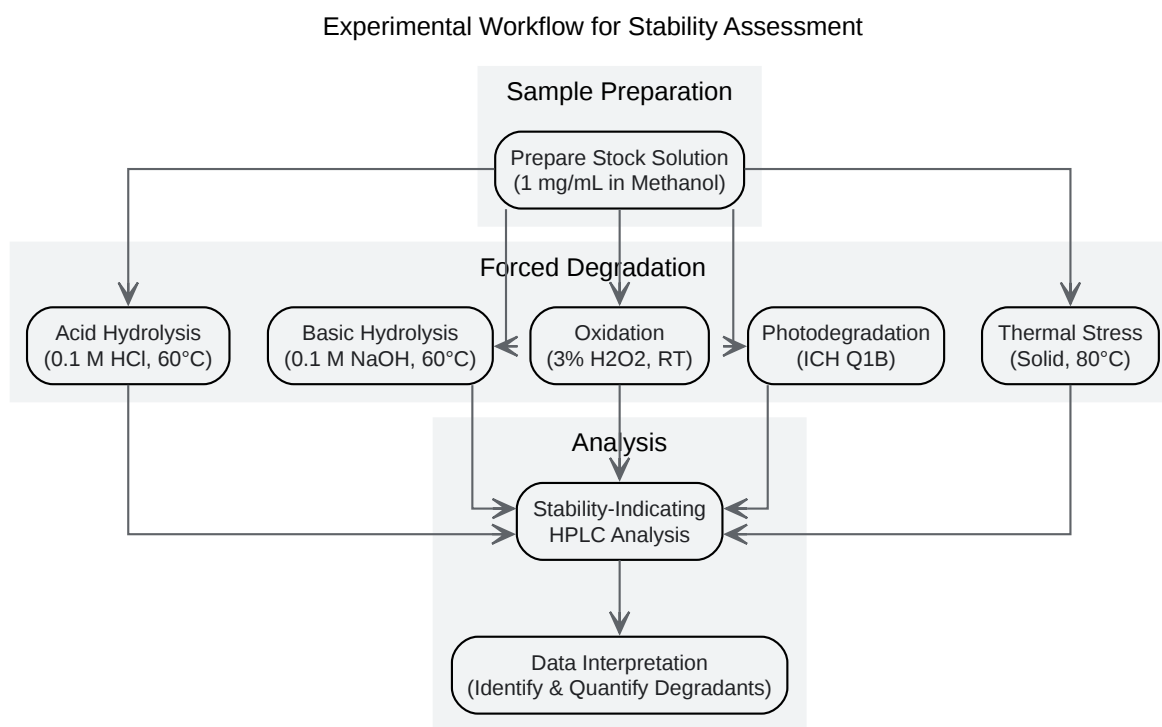 Experimental Workflow for Stability Assessment
Sample Preparation
Prepare Stock Solution
(1 mg/mL in Methanol)
Forced Degradation
Acid Hydrolysis
(0.1 M HCl, 60°C)
Basic Hydrolysis
(0.1 M NaOH, 60°C)
Oxidation
(3% H2O2, RT)
Photodegradation
(ICH Q1B)
Thermal Stress
(Solid, 80°C)
Analysis
Stability-Indicating
HPLC Analysis
Data Interpretation
(Identify & Quantify Degradants)